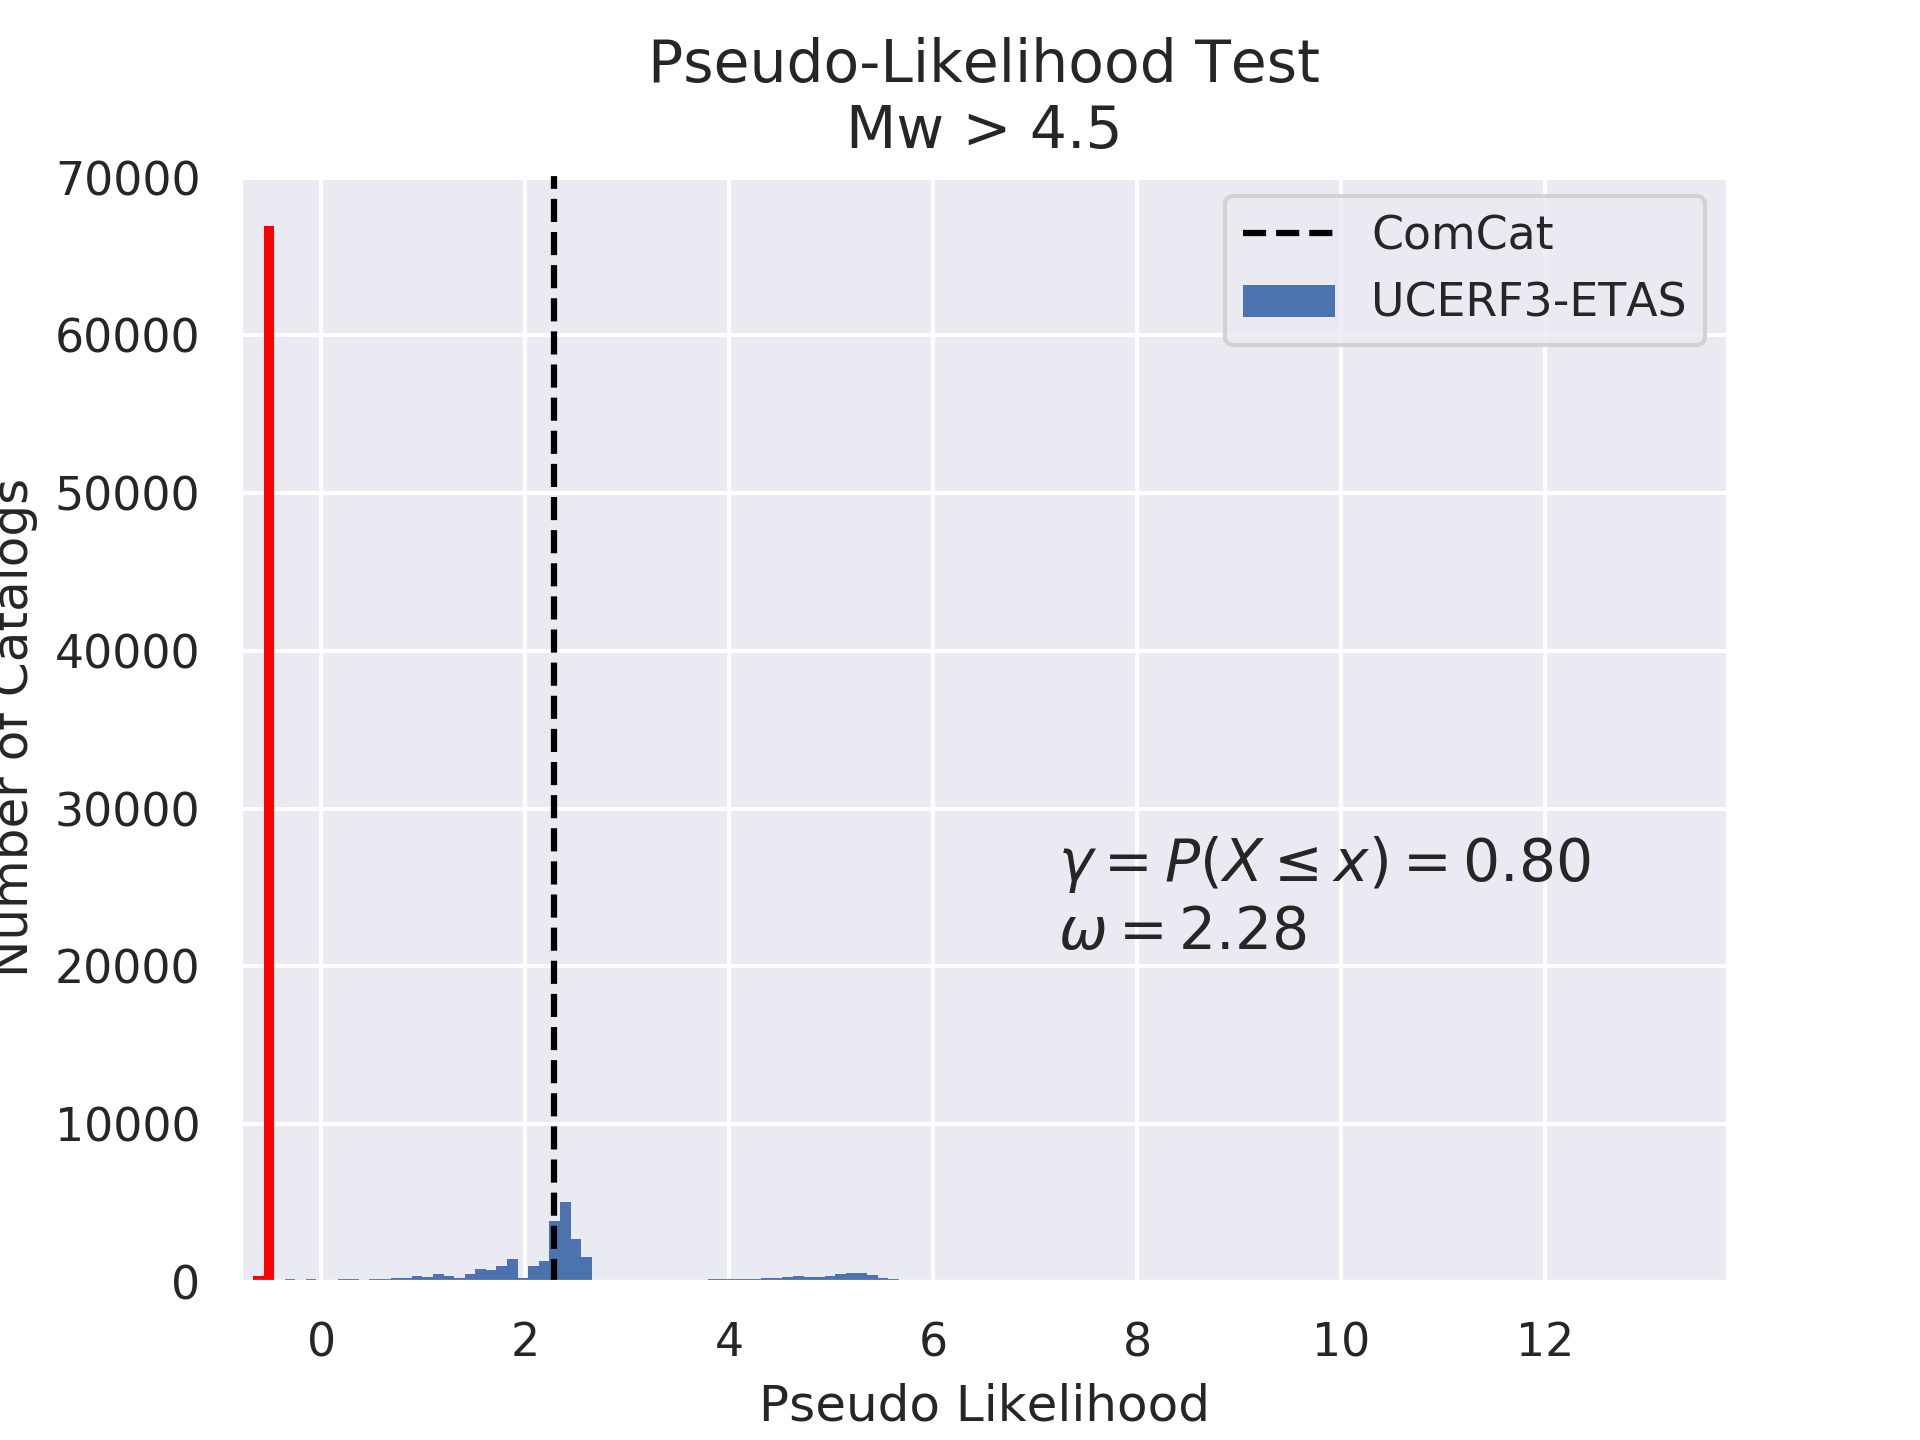 Pseudo-Likelihood Test
Mw > 4.5
70000
60000
50000
40000
30000
20000
10000
0
Number of Catalogs
ComCat
UCERF3-ETAS
γ = P(X ≤ x) = 0.80
ω = 2.28
0 2 4 6 8 10 12
Pseudo Likelihood